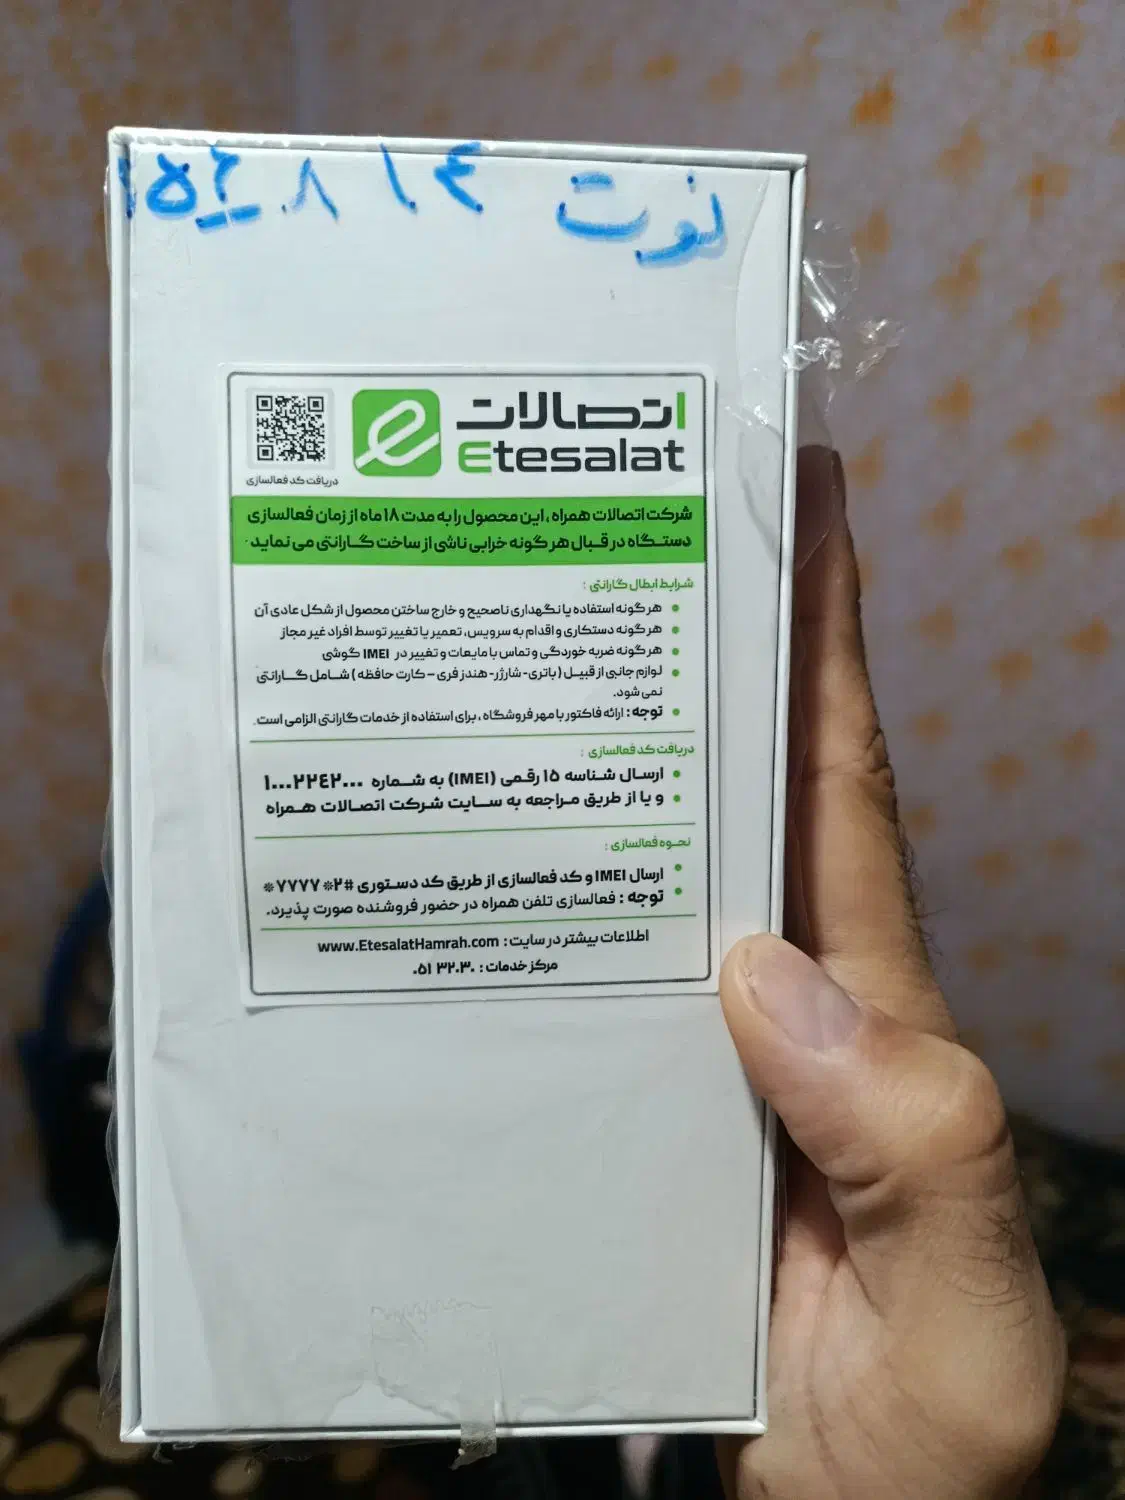 نوت ۱۴ ۸ ۲۵۶
اتصالات
Etesalat
دریافت کد فعالسازی
شرکت اتصالات همراه ، این محصول را به مدت ۱۸ ماه از زمان فعالسازی
دستگاه در قبال هر گونه خرابی ناشی از ساخت گارانتی می نماید .
شرایط ابطال گارانتی :
هر گونه استفاده یا نگهداری ناصحیح و خارج ساختن محصول از شکل عادی آن
هر گونه دستکاری و اقدام به سرویس، تعمیر یا تغییر توسط افراد غیر مجاز
هر گونه ضربه خوردگی و تماس با مایعات و تغییر در IMEI گوشی
لوازم جانبی از قبیل ( باتری - شارژر - هندزفری – کارت حافظه ) شامل گارانتی
نمی شود.
توجه : ارائه فاکتور با مهر فروشگاه ، برای استفاده از خدمات گارانتی الزامی است.
دریافت کد فعالسازی :
ارسال شناسه ۱۵ رقمی (IMEI) به شماره ۱۰۰۰۲۲۴۲۰۰۰
و یا از طریق مراجعه به سایت شرکت اتصالات همراه
نحوه فعالسازی :
ارسال IMEI و کد فعالسازی از طریق کد دستوری #۲*۷۷۷۷*
توجه : فعالسازی تلفن همراه در حضور فروشنده صورت پذیرد.
اطلاعات بیشتر در سایت : www.EtesalatHamrah.com
مرکز خدمات : ۰۵۱ ۳۲۰۳۰